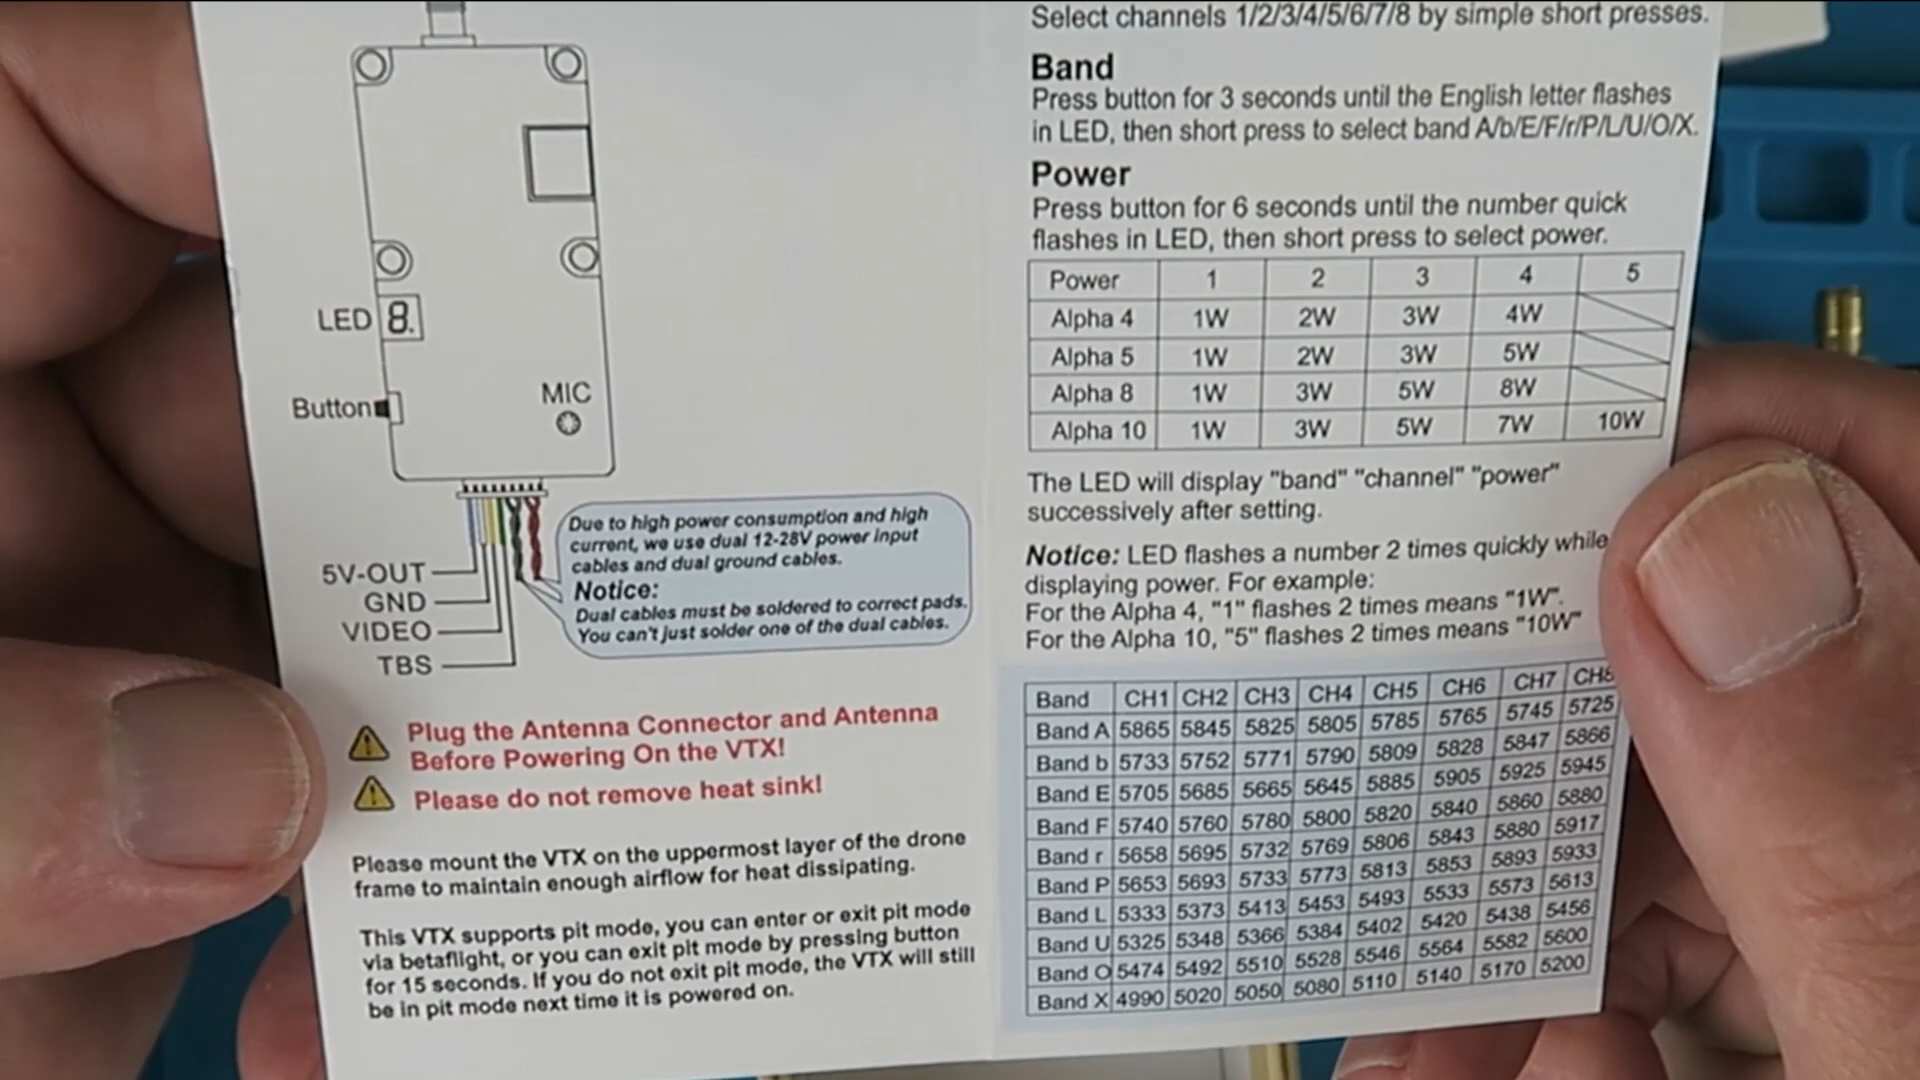 LED 8.
Button
MIC
Due to high power consumption and high
current, we use dual 12-28V power input
cables and dual ground cables.
Notice:
Dual cables must be soldered to correct pads.
You can't just solder one of the dual cables.
5V-OUT
GND
VIDEO
TBS
Plug the Antenna Connector and Antenna
Before Powering On the VTX!
Please do not remove heat sink!
Please mount the VTX on the uppermost layer of the drone
frame to maintain enough airflow for heat dissipating.
This VTX supports pit mode, you can enter or exit pit mode
via betaflight, or you can exit pit mode by pressing button
for 15 seconds. If you do not exit pit mode, the VTX will still
be in pit mode next time it is powered on.
Select channels 1/2/3/4/5/6/7/8 by simple short presses.
Band
Press button for 3 seconds until the English letter flashes
in LED, then short press to select band A/b/E/F/r/P/L/U/O/X.
Power
Press button for 6 seconds until the number quick
flashes in LED, then short press to select power.
Power 1 2 3 4 5
Alpha 4 1W 2W 3W 4W
Alpha 5 1W 2W 3W 5W
Alpha 8 1W 3W 5W 8W
Alpha 10 1W 3W 5W 7W 10W
The LED will display "band" "channel" "power"
successively after setting.
Notice: LED flashes a number 2 times quickly while
displaying power. For example:
For the Alpha 4, "1" flashes 2 times means "1W".
For the Alpha 10, "5" flashes 2 times means "10W"
Band CH1 CH2 CH3 CH4 CH5 CH6 CH7 CH8
Band A 5865 5845 5825 5805 5785 5765 5745 5725
Band b 5733 5752 5771 5790 5809 5828 5847 5866
Band E 5705 5685 5665 5645 5885 5905 5925 5945
Band F 5740 5760 5780 5800 5820 5840 5860 5880
Band r 5658 5695 5732 5769 5806 5843 5880 5917
Band P 5653 5693 5733 5773 5813 5853 5893 5933
Band L 5333 5373 5413 5453 5493 5533 5573 5613
Band U 5325 5348 5366 5384 5402 5420 5438 5456
Band O 5474 5492 5510 5528 5546 5564 5582 5600
Band X 4990 5020 5050 5080 5110 5140 5170 5200